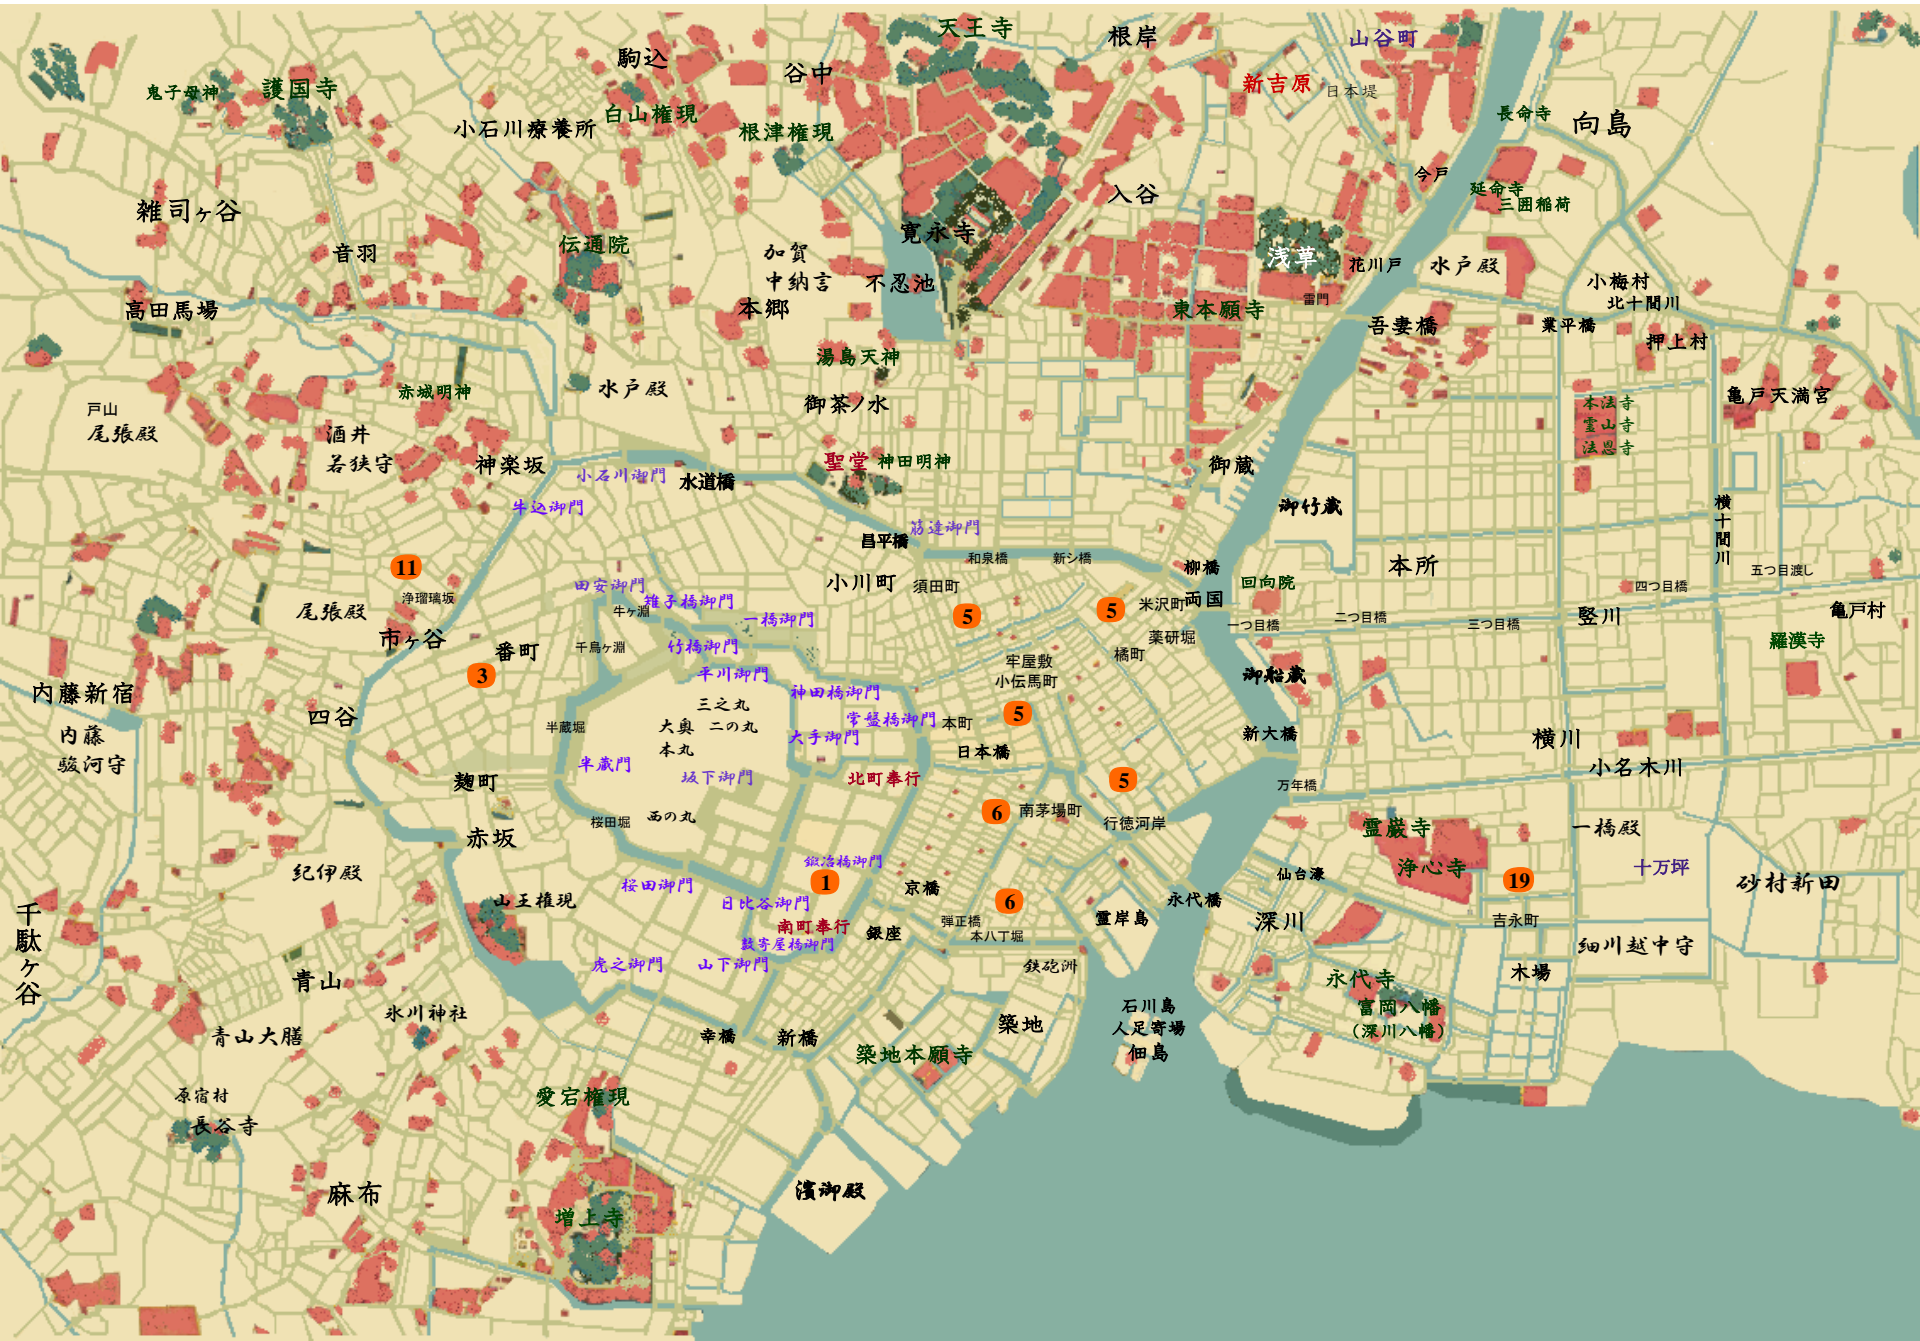 天王寺
根岸
山谷町
駒込
谷中
新吉原
日本堤
鬼子母神
護国寺
白山権現
小石川療養所
根津権現
長命寺
向島
今戸
延命寺
三囲稲荷
入谷
雑司ヶ谷
音羽
伝通院
寛永寺
加賀
中納言
不忍池
本郷
浅草
花川戸
水戸殿
小梅村
北十間川
高田馬場
東本願寺
雷門
吾妻橋
業平橋
押上村
湯島天神
赤城明神
水戸殿
御茶ノ水
戸山
尾張殿
酒井
若狭守
本法寺
霊山寺
法恩寺
亀戸天満宮
神楽坂
小石川御門
水道橋
聖堂
神田明神
御蔵
牛込御門
御竹蔵
横十間川
昌平橋
筋違御門
和泉橋
新シ橋
柳橋
本所
11
浄瑠璃坂
田安御門
牛ヶ淵
雉子橋御門
一橋御門
小川町
須田町
5
5
米沢町
両国
回向院
薬研堀
一つ目橋
二つ目橋
三つ目橋
四つ目橋
五つ目渡し
竪川
亀戸村
羅漢寺
尾張殿
市ヶ谷
番町
3
千鳥ヶ淵
竹橋御門
平川御門
牢屋敷
小伝馬町
橘町
御船蔵
内藤新宿
内藤
駿河守
四谷
半蔵堀
三之丸
大奥
二の丸
本丸
神田橋御門
常盤橋御門
大手御門
本町
5
日本橋
新大橋
横川
小名木川
麹町
半蔵門
坂下御門
北町奉行
5
万年橋
赤坂
桜田堀
西の丸
6
南茅場町
行徳河岸
霊巌寺
浄心寺
一橋殿
十万坪
砂村新田
紀伊殿
鍛冶橋御門
1
京橋
仙台濠
19
桜田御門
日比谷御門
南町奉行
数寄屋橋御門
銀座
6
弾正橋
本八丁堀
霊岸島
永代橋
深川
吉永町
細川越中守
千駄ヶ谷
山王権現
虎之御門
山下御門
鉄砲洲
永代寺
木場
青山
氷川神社
青山大膳
幸橋
新橋
築地
築地本願寺
石川島
人足寄場
佃島
富岡八幡
(深川八幡)
原宿村
長谷寺
愛宕権現
麻布
増上寺
濱御殿